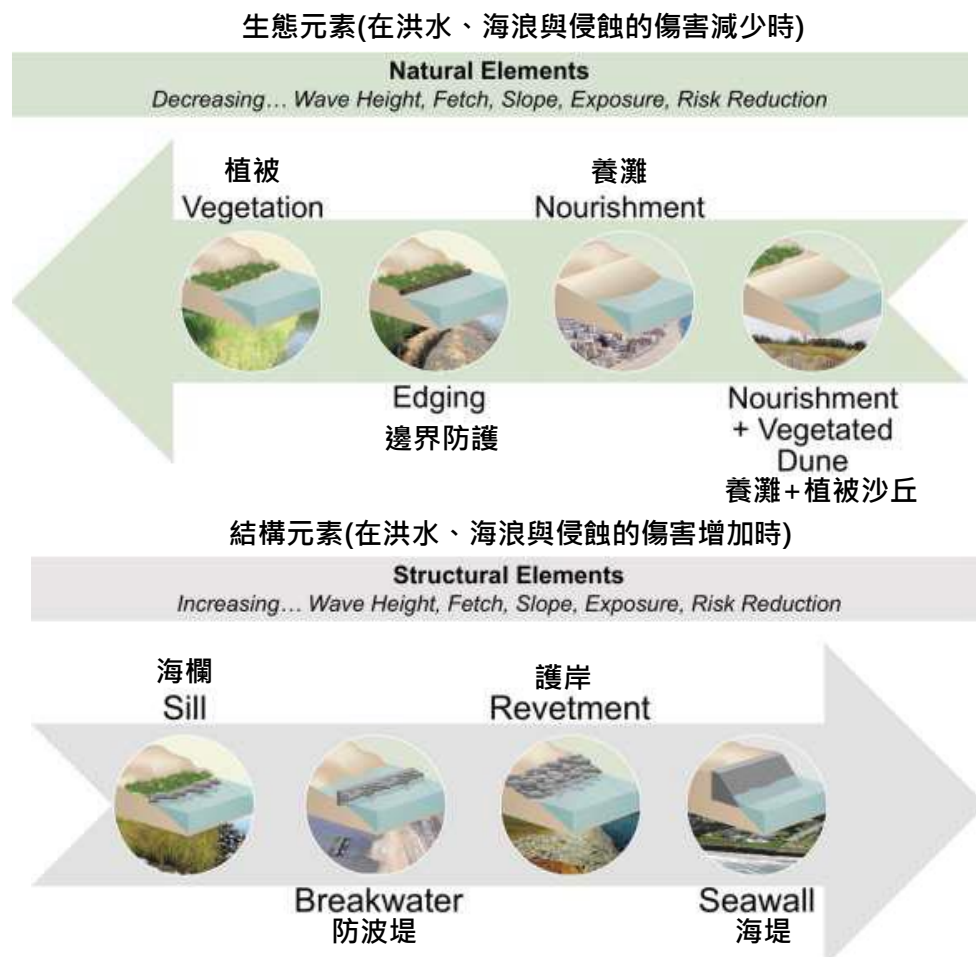 生態元素(在洪水、海浪與侵蝕的傷害減少時)
Natural Elements
Decreasing... Wave Height, Fetch, Slope, Exposure, Risk Reduction
植被
Vegetation
養灘
Nourishment
Edging
邊界防護
Nourishment
+ Vegetated
Dune
養灘+植被沙丘
結構元素(在洪水、海浪與侵蝕的傷害增加時)
Structural Elements
Increasing... Wave Height, Fetch, Slope, Exposure, Risk Reduction
海欄
Sill
護岸
Revetment
Breakwater
防波堤
Seawall
海堤